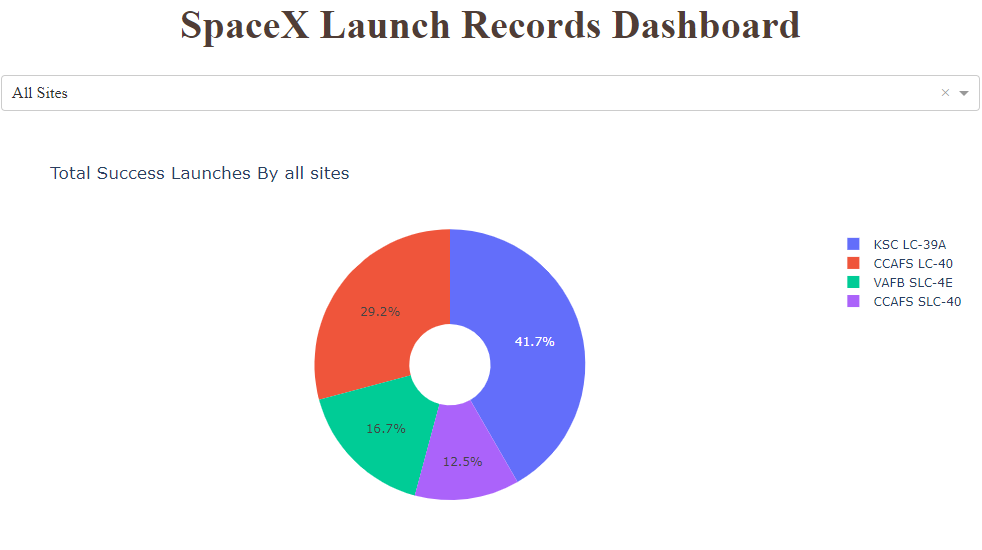 SpaceX Launch Records Dashboard
All Sites × 
Total Success Launches By all sites
KSC LC-39A
CCAFS LC-40
VAFB SLC-4E
CCAFS SLC-40
29.2%
41.7%
16.7%
12.5%